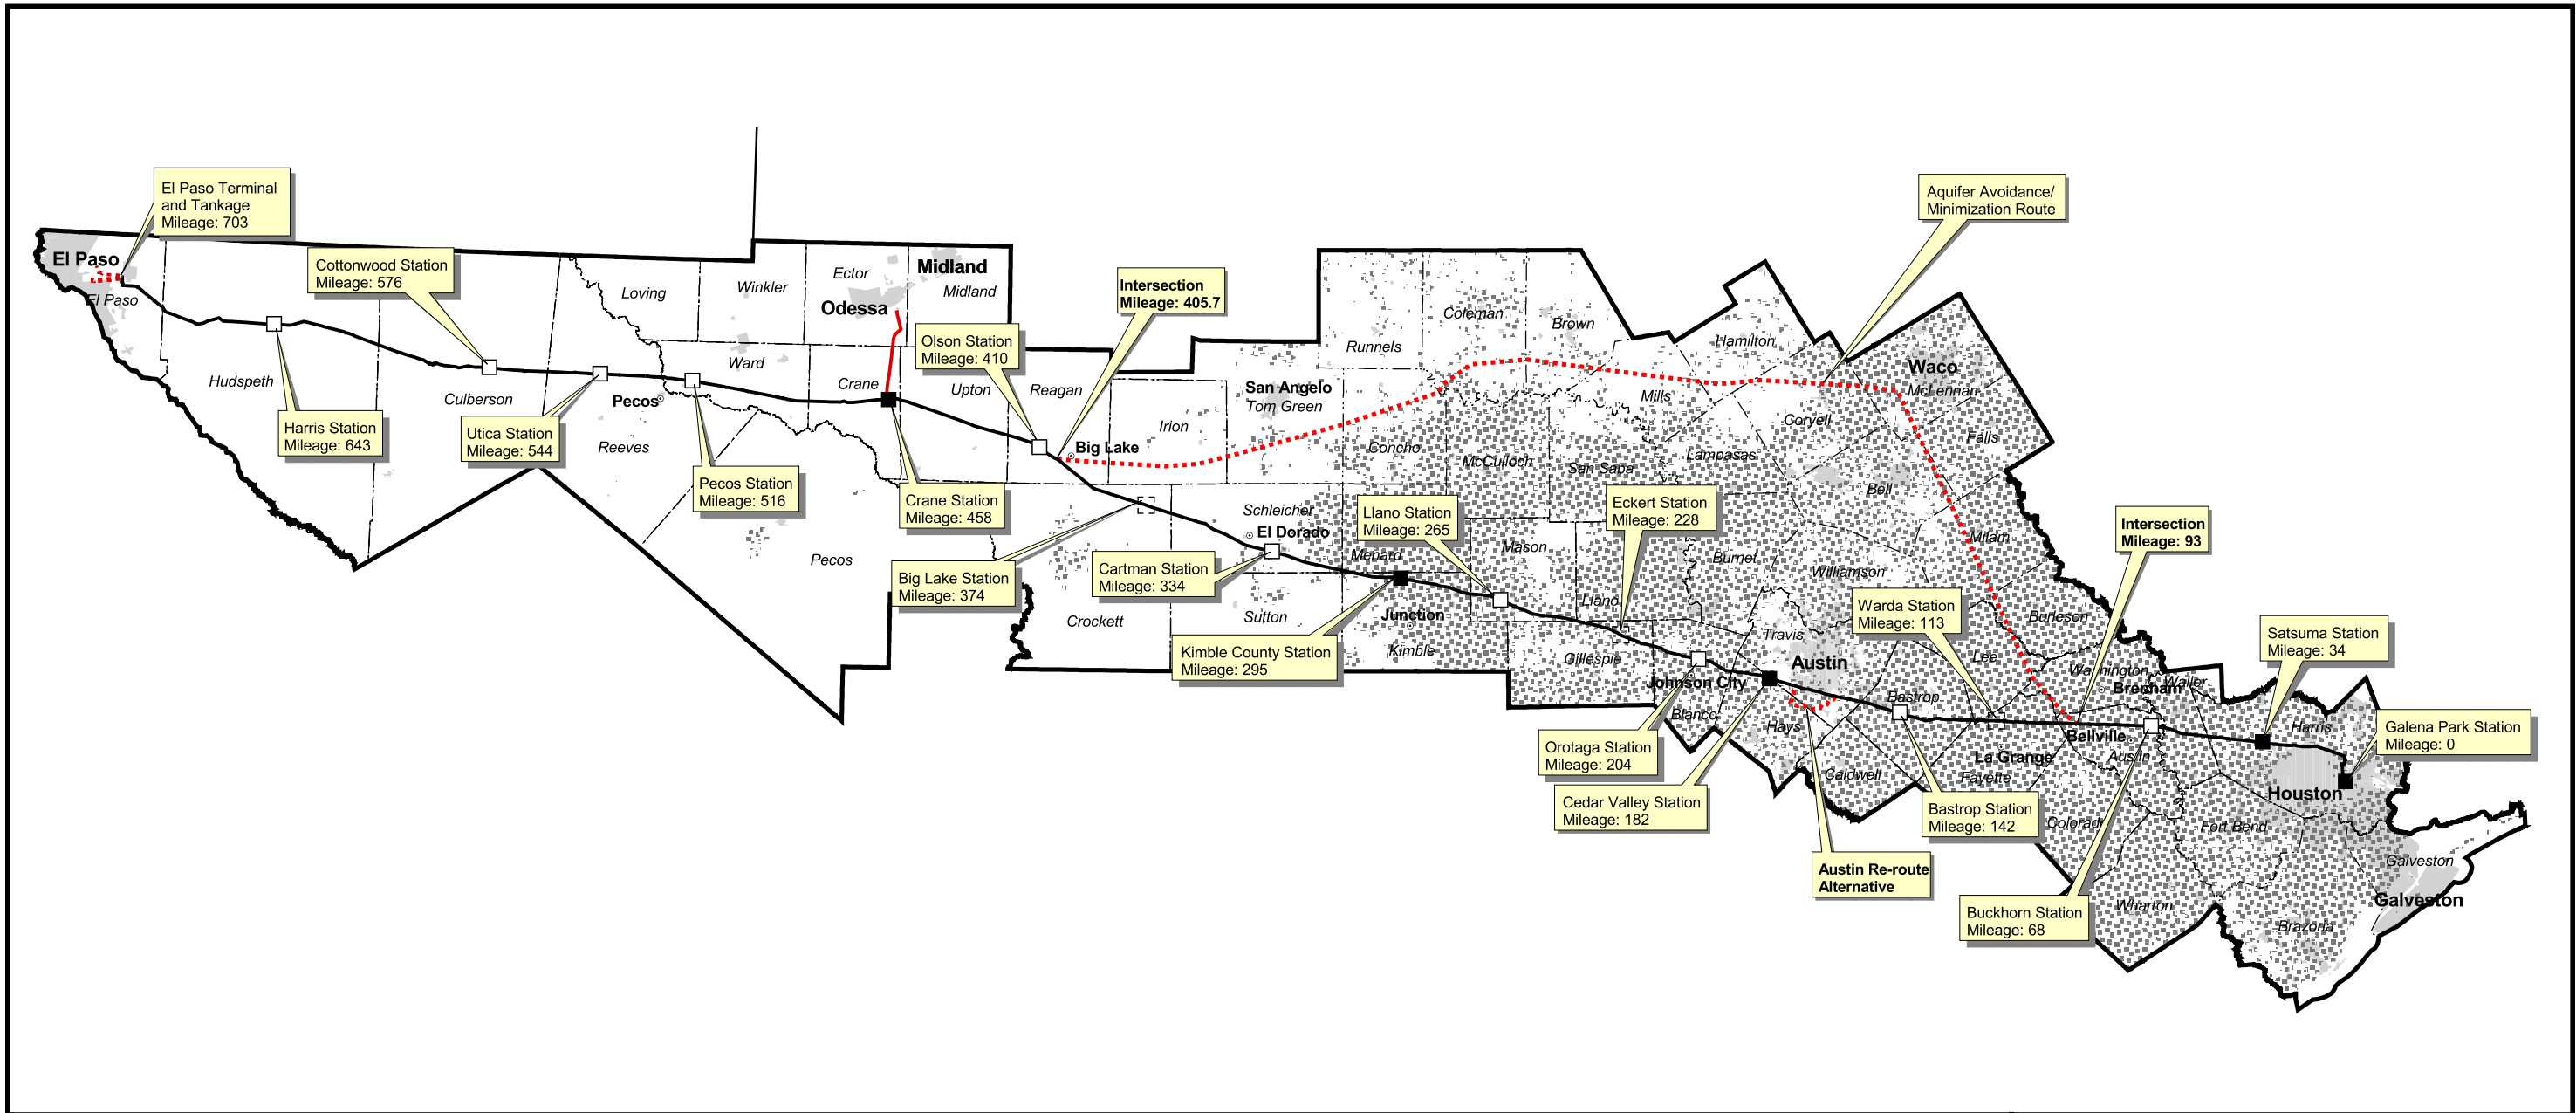 El Paso Terminal
and Tankage
Mileage: 703
El Paso
El Paso
Cottonwood Station
Mileage: 576
Hudspeth
Harris Station
Mileage: 643
Culberson
Utica Station
Mileage: 544
Loving
Winkler
Ector
Odessa
Midland
Midland
Ward
Crane
Pecos
Reeves
Pecos Station
Mileage: 516
Pecos
Crane Station
Mileage: 458
Olson Station
Mileage: 410
Upton
Reagan
Intersection
Mileage: 405.7
Big Lake
Irion
Big Lake Station
Mileage: 374
Crockett
San Angelo
Tom Green
Schleicher
El Dorado
Cartman Station
Mileage: 334
Sutton
Kimble County Station
Mileage: 295
Runnels
Coleman
Brown
Concho
McCulloch
San Saba
Menard
Llano Station
Mileage: 265
Mason
Junction
Kimble
Eckert Station
Mileage: 228
Llano
Gillespie
Mills
Hamilton
Lampasas
Coryell
Aquifer Avoidance/
Minimization Route
Waco
McLennan
Falls
Bell
Burnet
Williamson
Milam
Travis
Austin
Johnson City
Blanco
Hays
Orotaga Station
Mileage: 204
Cedar Valley Station
Mileage: 182
Caldwell
Austin Re-route
Alternative
Bastrop
Bastrop Station
Mileage: 142
Warda Station
Mileage: 113
Lee
Burleson
Intersection
Mileage: 93
Washington
Brenham
Waller
La Grange
Fayette
Bellville
Austin
Colorado
Buckhorn Station
Mileage: 68
Wharton
Satsuma Station
Mileage: 34
Harris
Galena Park Station
Mileage: 0
Houston
Fort Bend
Brazoria
Galveston
Galveston